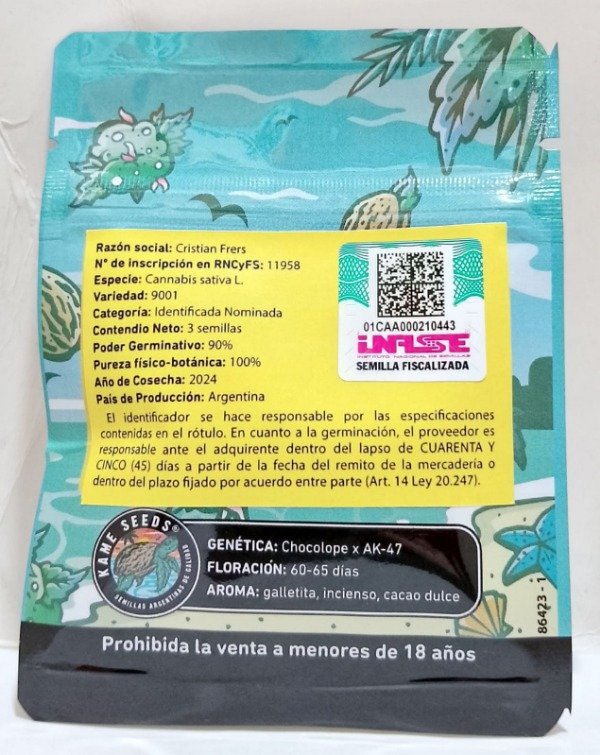 Razón social: Cristian Frers
N° de inscripción en RNCyFS: 11958
Especie: Cannabis sativa L.
Variedad: 9001
Categoría: Identificada Nominada
Contendio Neto: 3 semillas
Poder Germinativo: 90%
Pureza físico-botánica: 100%
Año de Cosecha: 2024
País de Producción: Argentina
01CAA000210443
INASE
INSTITUTO NACIONAL DE SEMILLAS
SEMILLA FISCALIZADA
El identificador se hace responsable por las especificaciones
contenidas en el rótulo. En cuanto a la germinación, el proveedor es
responsable ante el adquirente dentro del lapso de CUARENTA Y
CINCO (45) días a partir de la fecha del remito de la mercadería o
dentro del plazo fijado por acuerdo entre parte (Art. 14 Ley 20.247).
KAME SEEDS®
SEMILLAS ARGENTINAS DE CALIDAD
GENÉTICA: Chocolope x AK-47
FLORACIÓN: 60-65 días
AROMA: galletita, incienso, cacao dulce
86423 - 1
Prohibida la venta a menores de 18 años